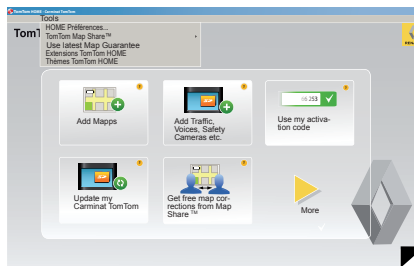 TomTom HOME | Carminat TomTom
Tools
HOME Préférences...
TomTom Map Share™
Use latest Map Guarantee
Extensions TomTom HOME
Thèmes TomTom HOME
TomT
Add Mapps
Add Traffic,
Voices, Safety
Cameras etc.
253
Use my activa-
tion code
Update my
Carminat TomTom
Get free map cor-
rections from Map
Share ™
More